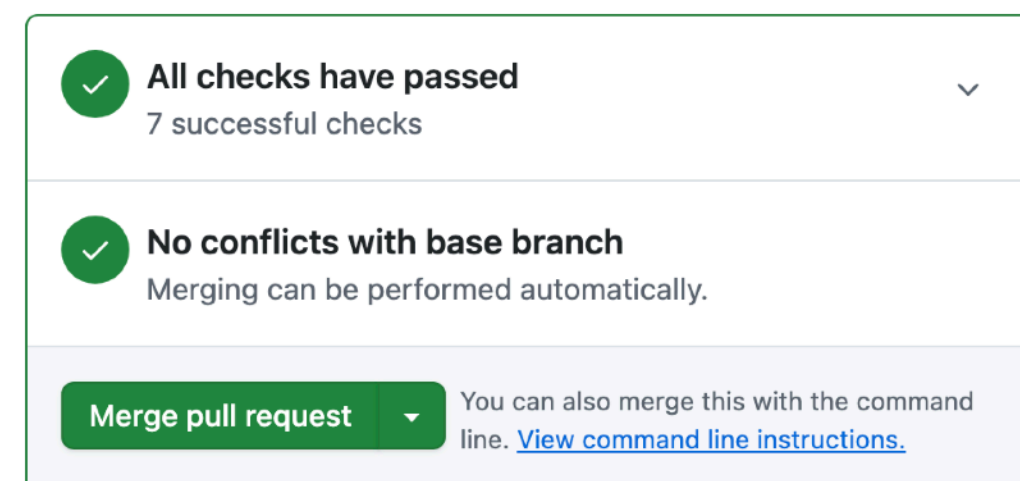 All checks have passed
7 successful checks
No conflicts with base branch
Merging can be performed automatically.
Merge pull request
You can also merge this with the command
line. View command line instructions.